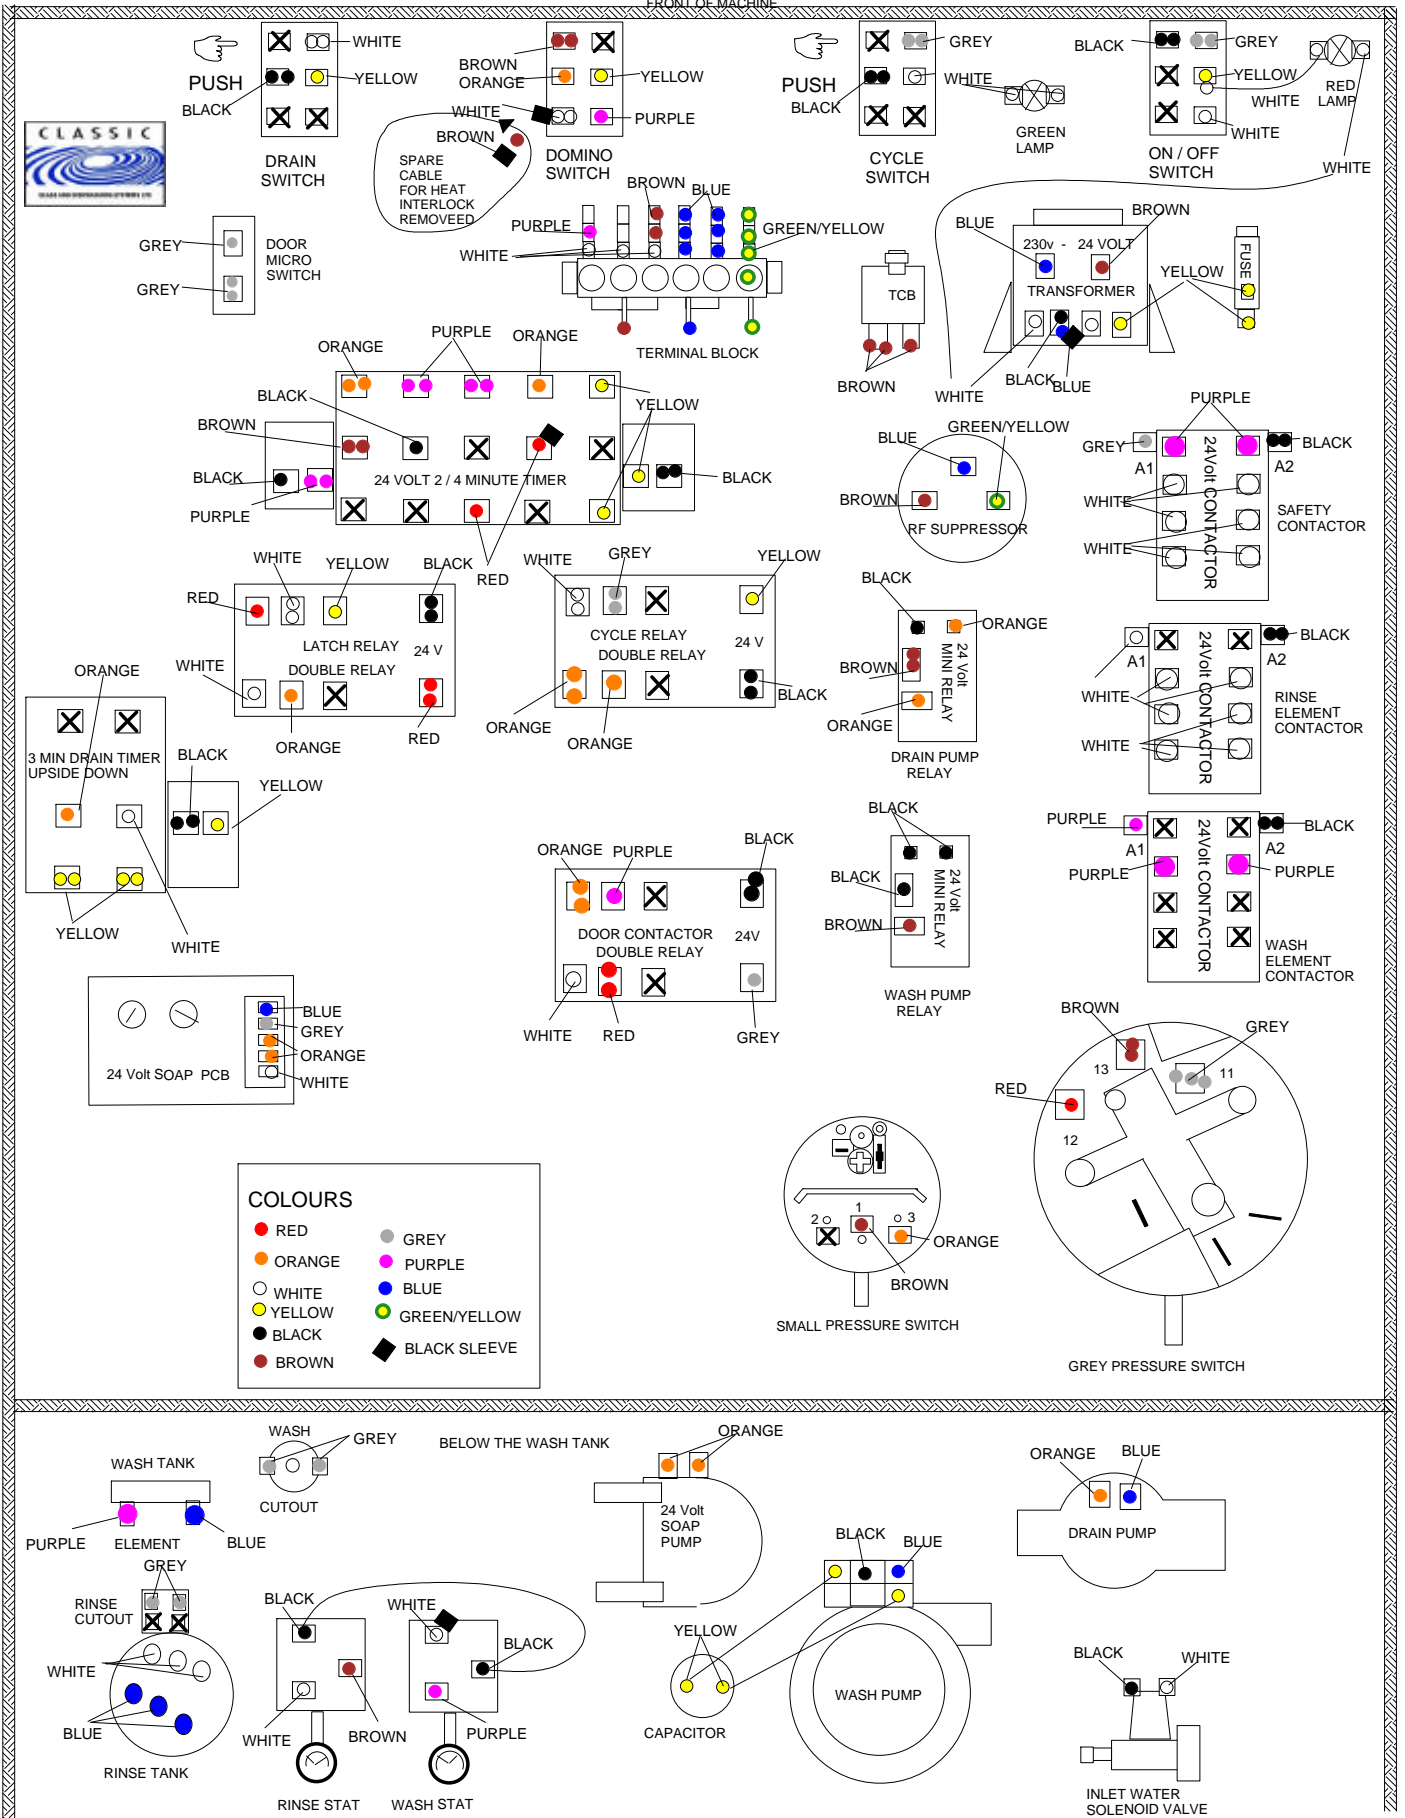 FRONT OF MACHINE
PUSH
WHITE
YELLOW
BLACK
DRAIN
SWITCH
BROWN
ORANGE
YELLOW
WHITE
PURPLE
BROWN
DOMINO
SWITCH
SPARE
CABLE
FOR HEAT
INTERLOCK
REMOVEED
PUSH
GREY
WHITE
BLACK
CYCLE
SWITCH
GREEN
LAMP
BLACK
GREY
YELLOW
WHITE
WHITE
ON / OFF
SWITCH
RED
LAMP
WHITE
CLASSIC
GREY
GREY
DOOR
MICRO
SWITCH
BROWN
BLUE
PURPLE
WHITE
GREEN/YELLOW
TERMINAL BLOCK
TCB
BROWN
BLUE
BROWN
230v - 24 VOLT
TRANSFORMER
WHITE
BLACK
BLUE
YELLOW
FUSE
ORANGE
PURPLE
ORANGE
BLACK
YELLOW
BROWN
BLACK
PURPLE
24 VOLT 2 / 4 MINUTE TIMER
BLACK
RED
BLUE
GREEN/YELLOW
BROWN
RF SUPPRESSOR
PURPLE
GREY
BLACK
A1
A2
WHITE
WHITE
24Volt CONTACTOR
SAFETY
CONTACTOR
WHITE
YELLOW
BLACK
RED
LATCH RELAY
24 V
DOUBLE RELAY
WHITE
ORANGE
RED
WHITE
GREY
YELLOW
CYCLE RELAY
24 V
DOUBLE RELAY
ORANGE
ORANGE
BLACK
BLACK
ORANGE
BROWN
ORANGE
24 Volt
MINI RELAY
DRAIN PUMP
RELAY
BLACK
A1
A2
WHITE
WHITE
24Volt CONTACTOR
RINSE
ELEMENT
CONTACTOR
ORANGE
3 MIN DRAIN TIMER
UPSIDE DOWN
BLACK
YELLOW
YELLOW
WHITE
ORANGE
PURPLE
BLACK
DOOR CONTACTOR
24V
DOUBLE RELAY
WHITE
RED
GREY
BLACK
BLACK
BROWN
24 Volt
MINI RELAY
WASH PUMP
RELAY
PURPLE
BLACK
A1
A2
PURPLE
PURPLE
24Volt CONTACTOR
WASH
ELEMENT
CONTACTOR
24 Volt SOAP PCB
BLUE
GREY
ORANGE
WHITE
BROWN
GREY
RED
13
11
12
GREY PRESSURE SWITCH
1
2
3
ORANGE
BROWN
SMALL PRESSURE SWITCH
COLOURS
RED
ORANGE
WHITE
YELLOW
BLACK
BROWN
GREY
PURPLE
BLUE
GREEN/YELLOW
BLACK SLEEVE
BELOW THE WASH TANK
WASH TANK
PURPLE
ELEMENT
BLUE
WASH
GREY
CUTOUT
GREY
RINSE
CUTOUT
WHITE
BLUE
RINSE TANK
BLACK
WHITE
BROWN
RINSE STAT
WHITE
BLACK
PURPLE
WASH STAT
ORANGE
24 Volt
SOAP
PUMP
YELLOW
CAPACITOR
BLACK
BLUE
WASH PUMP
ORANGE
BLUE
DRAIN PUMP
BLACK
WHITE
INLET WATER
SOLENOID VALVE